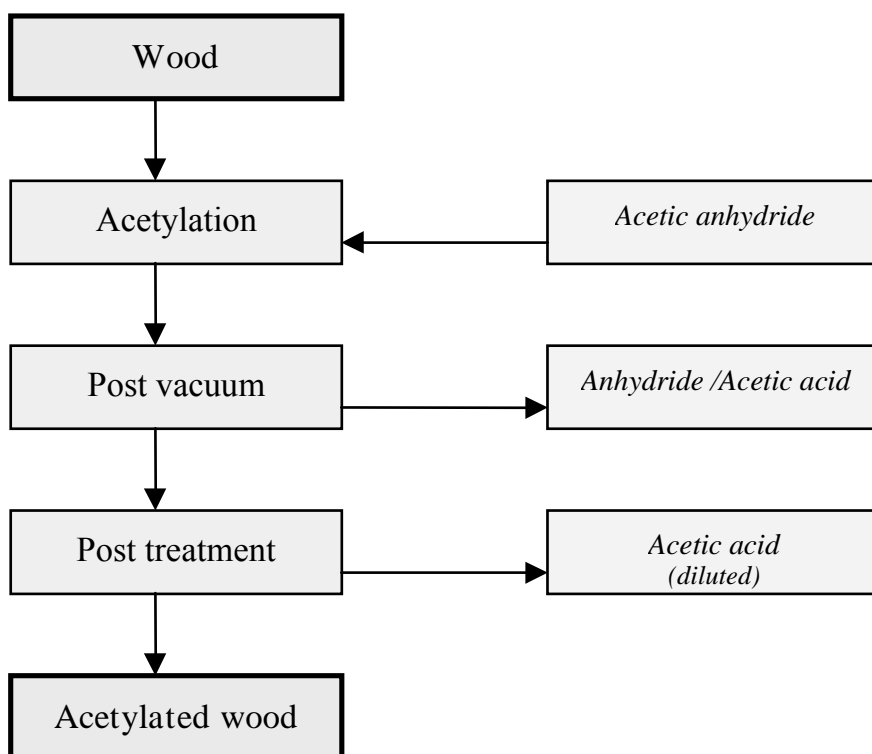 Wood
Acetylation
Acetic anhydride
Post vacuum
Anhydride /Acetic acid
Post treatment
Acetic acid
(diluted)
Acetylated wood